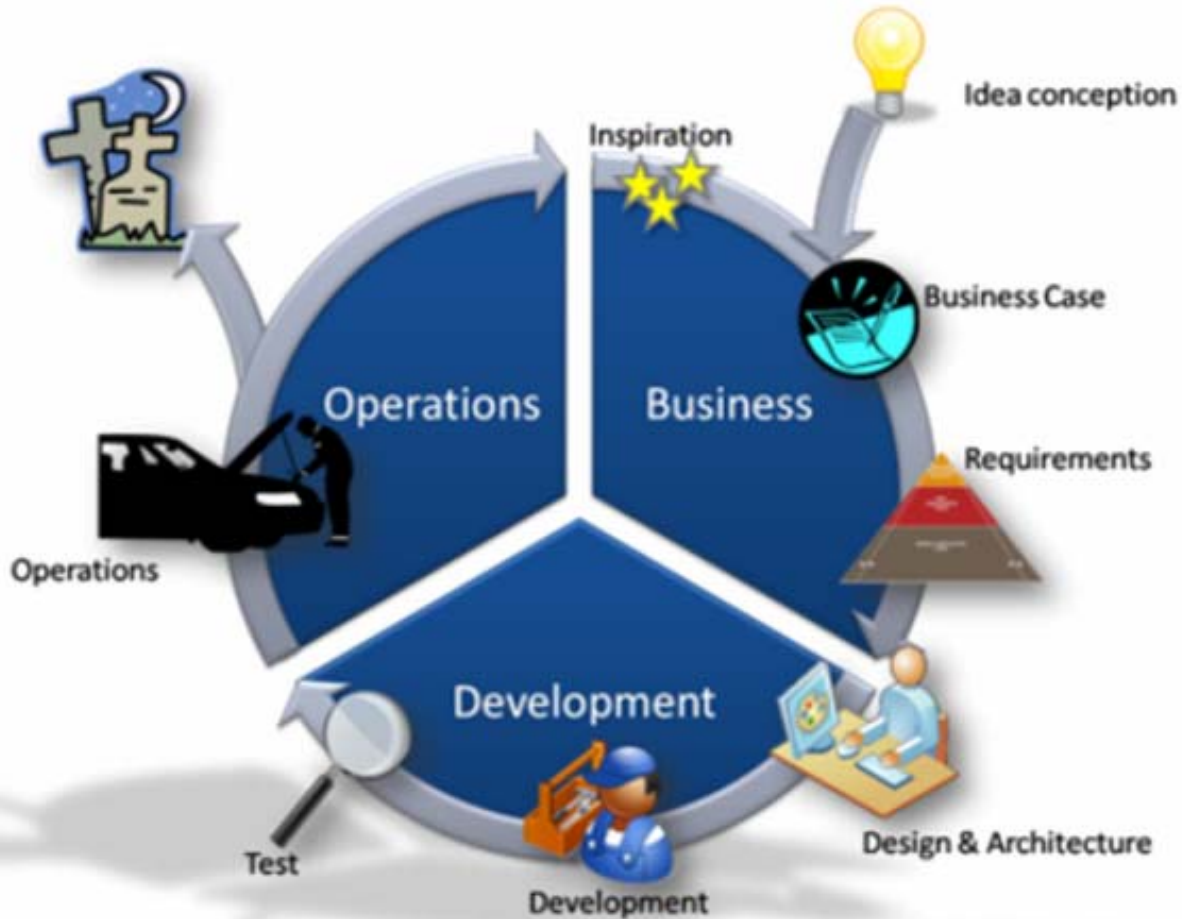 Idea conception
Inspiration
Business Case
Operations
Business
Requirements
Operations
Development
Design & Architecture
Test
Development